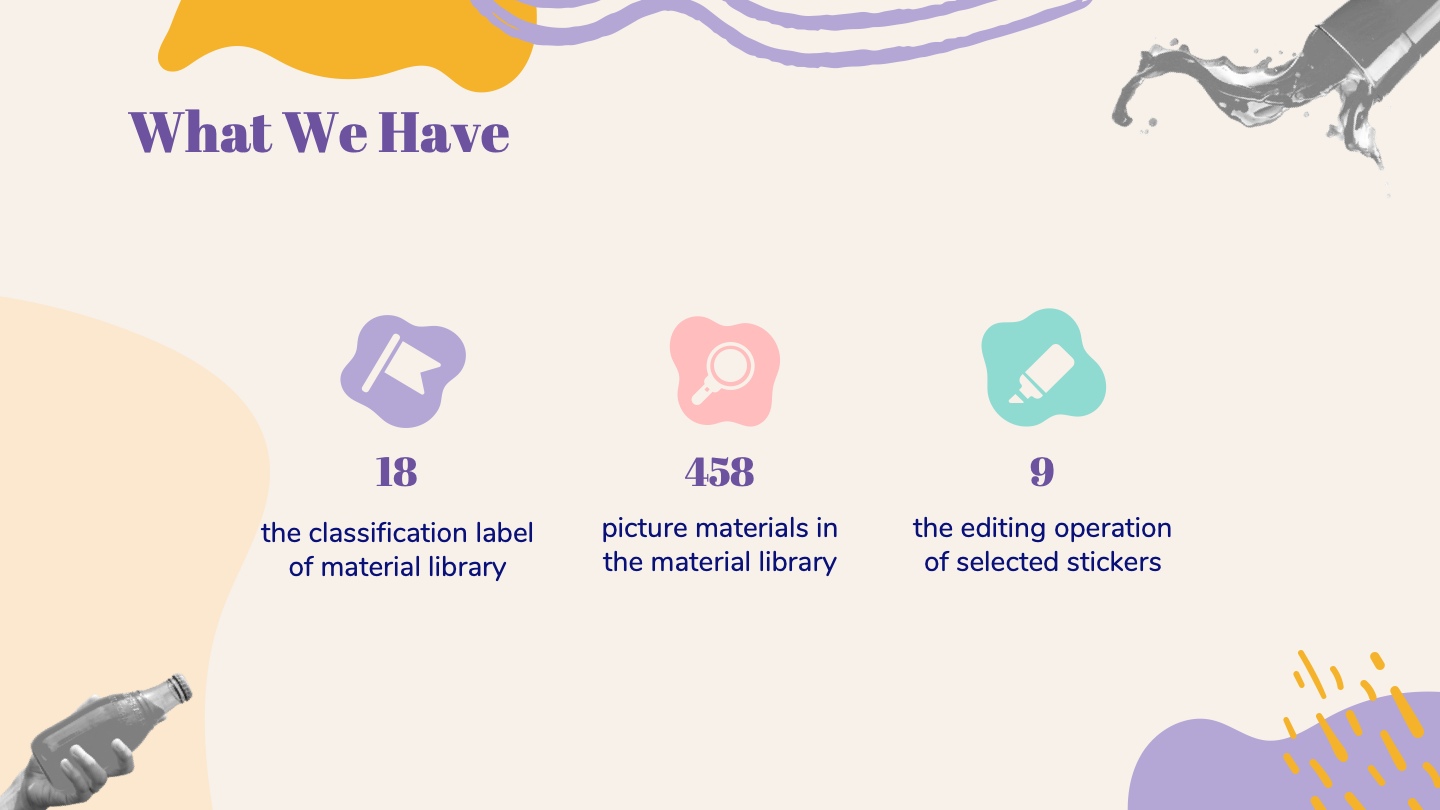 What We Have
18
the classification label
of material library
458
picture materials in
the material library
9
the editing operation
of selected stickers